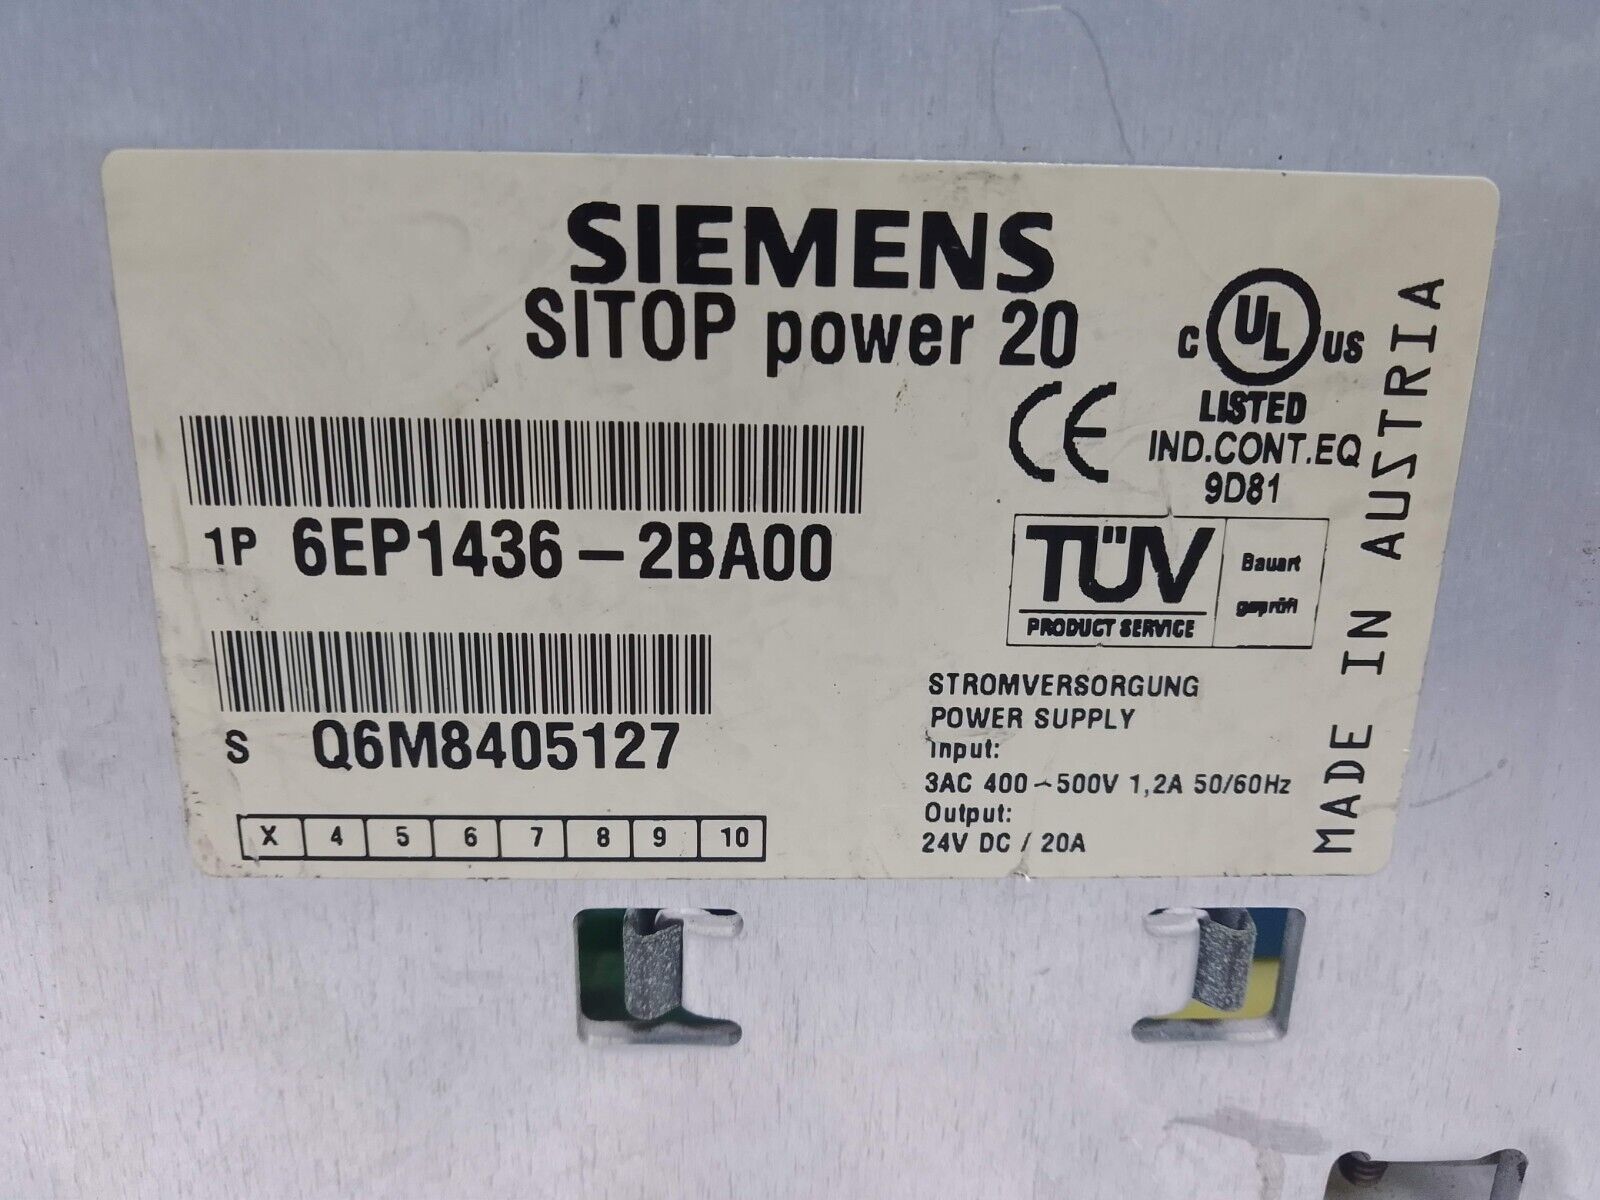 SIEMENS
SITOP power 20
C UL US
LISTED
IND.CONT.EQ
9D81
CE
1P 6EP1436-2BA00
TÜV
PRODUCT SERVICE
Bauart
geprüft
S Q6M8405127
X 4 5 6 7 8 9 10
STROMVERSORGUNG
POWER SUPPLY
Input:
3AC 400~500V 1,2A 50/60Hz
Output:
24V DC / 20A
MADE IN AUSTRIA